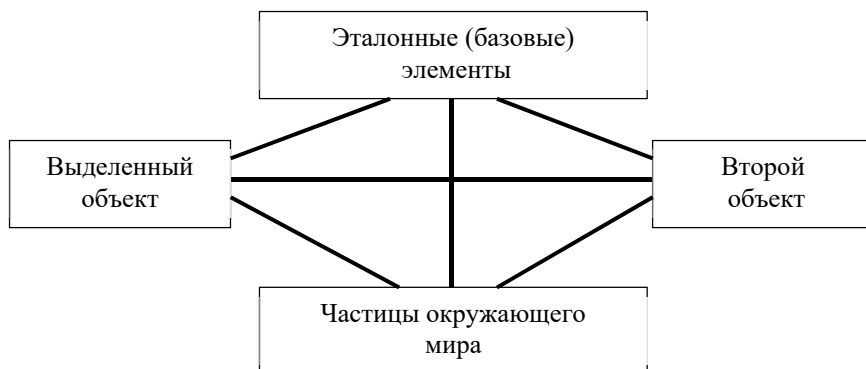 Эталонные (базовые)
элементы
Выделенный
объект
Второй
объект
Частицы окружающего
мира